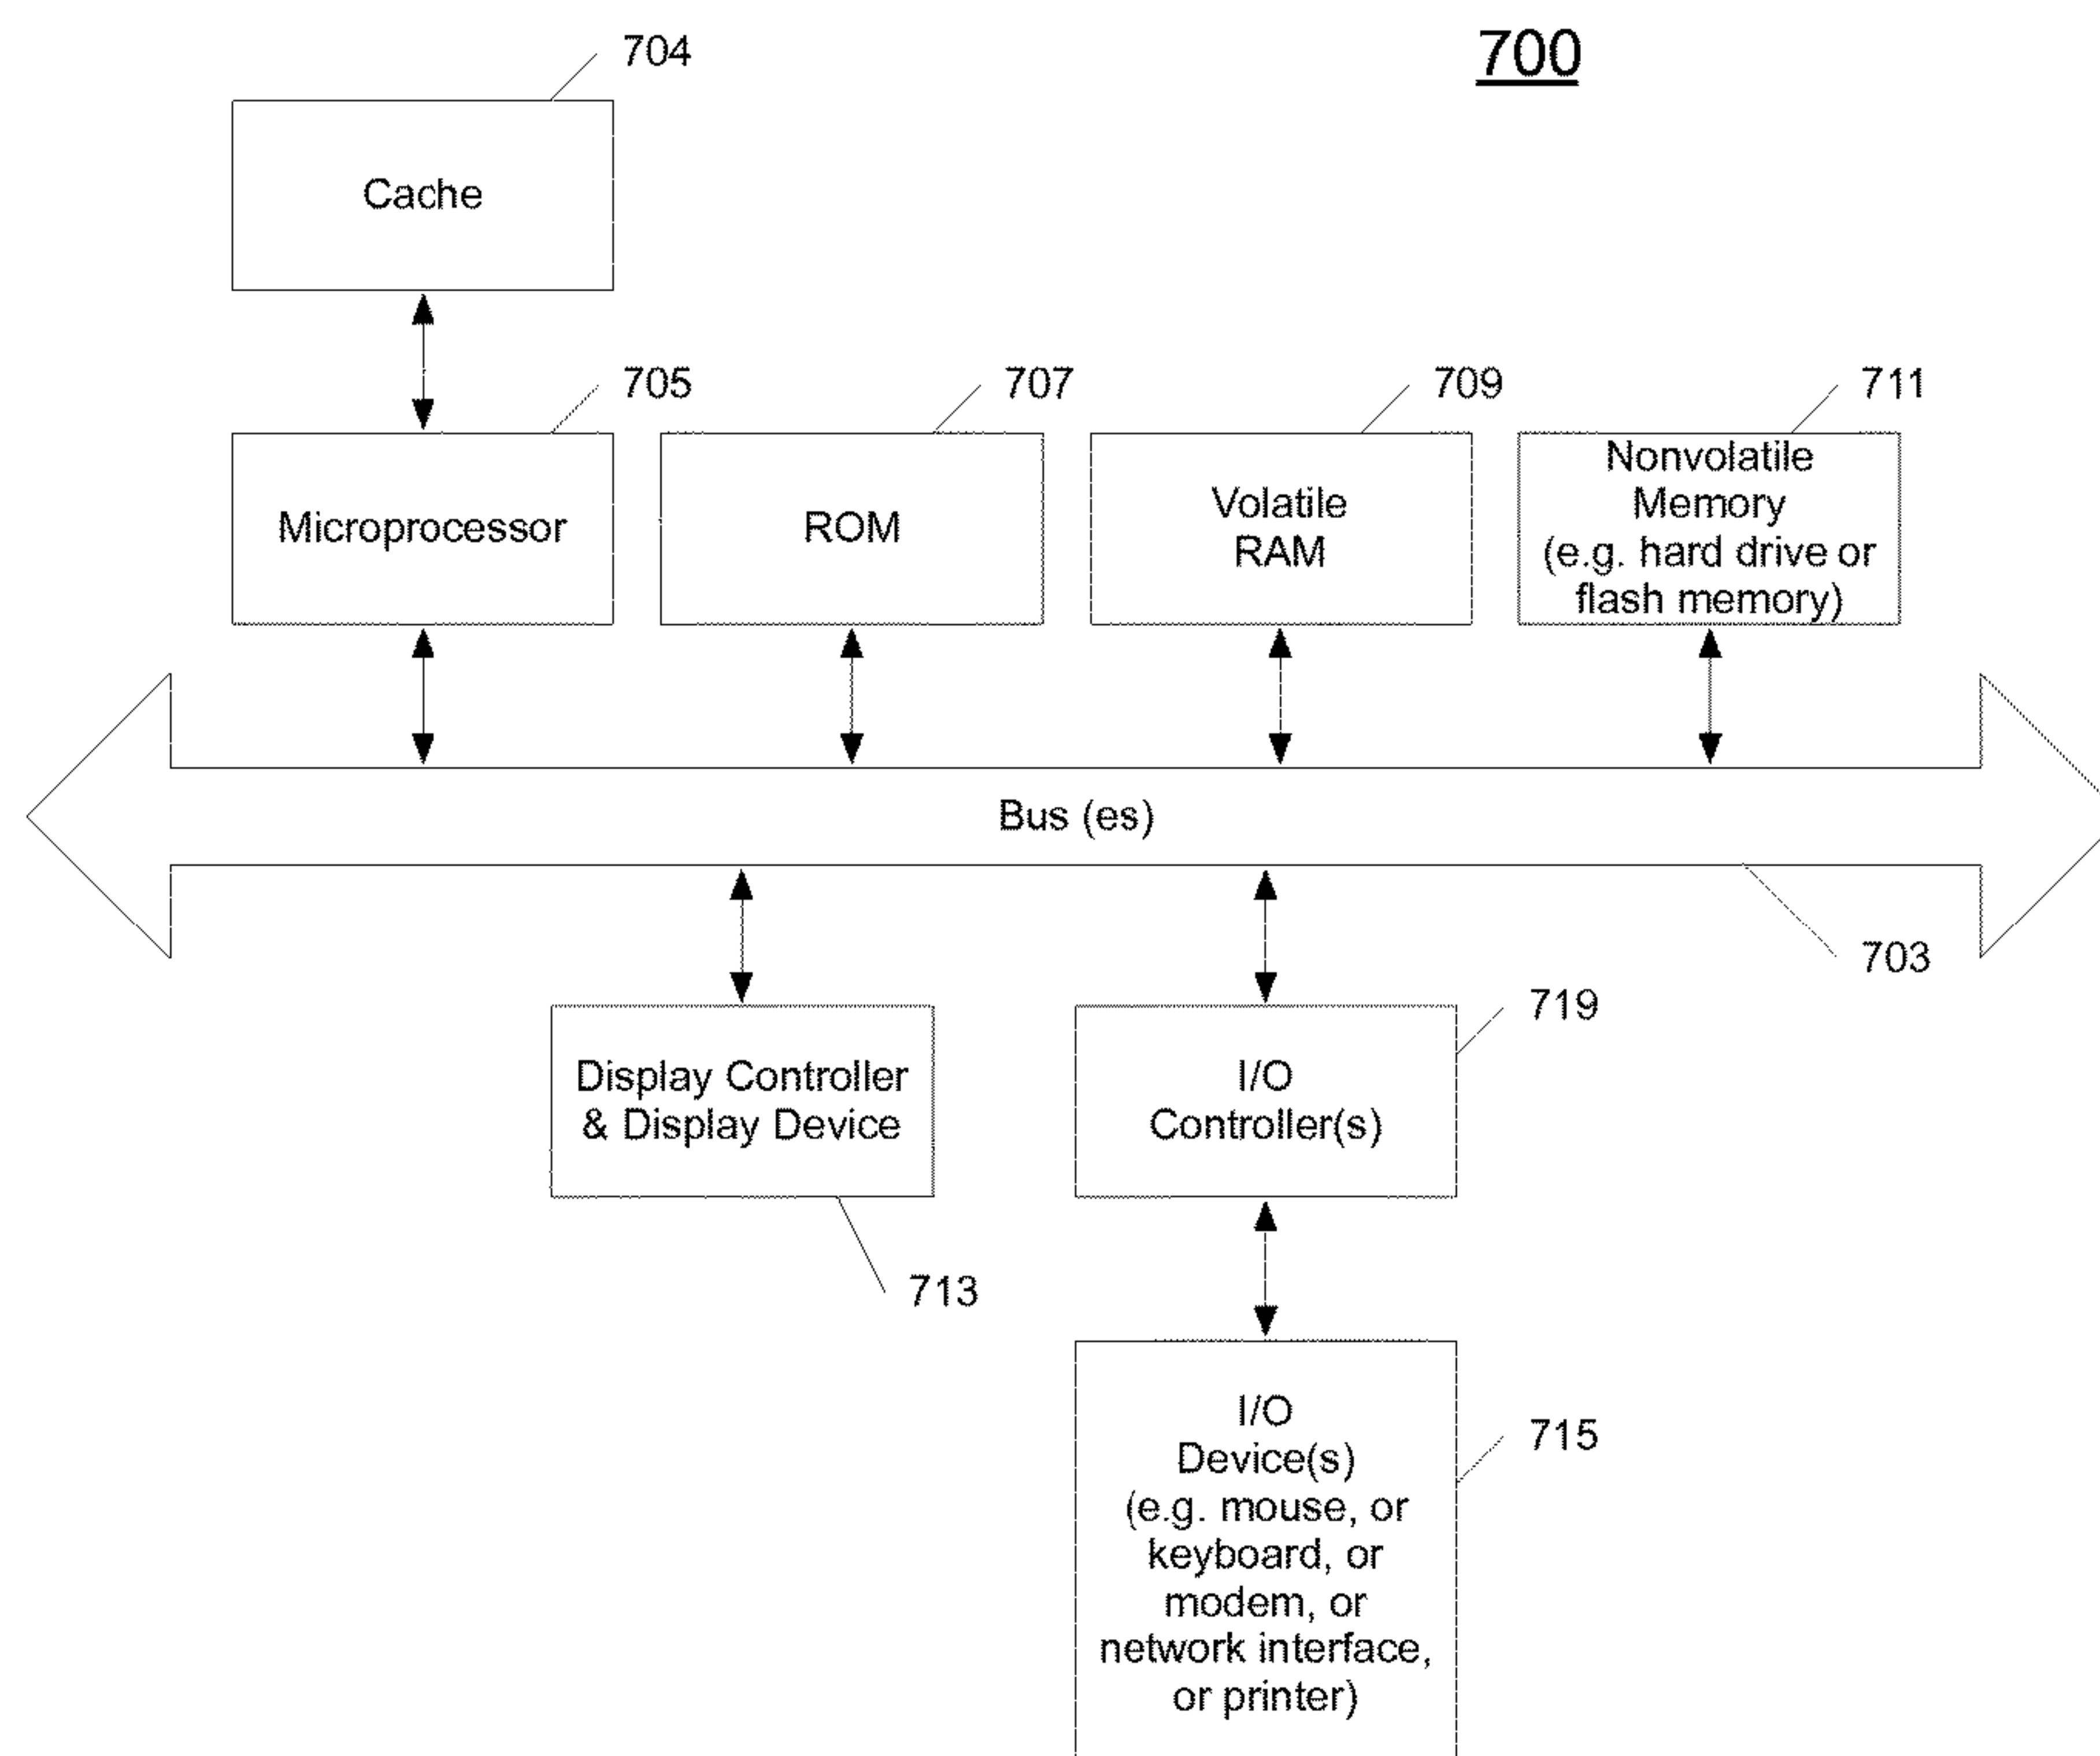 700
704
Cache
705
707
709
711
Microprocessor
ROM
Volatile
RAM
Nonvolatile
Memory
(e.g. hard drive or
flash memory)
Bus (es)
703
719
Display Controller
& Display Device
I/O
Controller(s)
713
I/O
Device(s)
(e.g. mouse, or
keyboard, or
modem, or
network interface,
or printer)
715